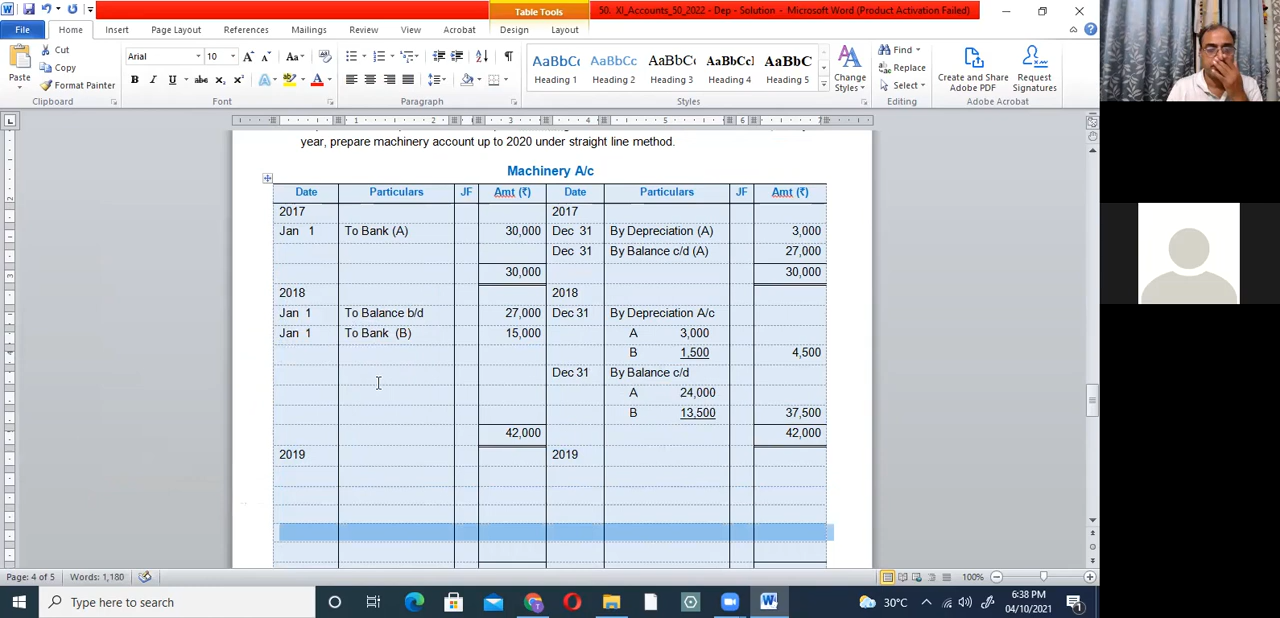 Table Tools
50. XI_Accounts_50_2022 - Dep - Solution - Microsoft Word (Product Activation Failed)
File Home Insert Page Layout References Mailings Review View Acrobat Design Layout
Cut
Copy
Format Painter
Paste
Clipboard
Arial 10
Font
Paragraph
AaBbCc AaBbCc AaBbC AaBbCc AaBbC
Heading 1 Heading 2 Heading 3 Heading 4 Heading 5
Styles
Change Styles
Find
Replace
Select
Editing
Create and Share Adobe PDF
Request Signatures
Adobe Acrobat
year, prepare machinery account up to 2020 under straight line method.
Machinery A/c
Date Particulars JF Amt (₹) Date Particulars JF Amt (₹)
2017 2017
Jan 1 To Bank (A) 30,000 Dec 31 By Depreciation (A) 3,000
Dec 31 By Balance c/d (A) 27,000
30,000 30,000
2018 2018
Jan 1 To Balance b/d 27,000 Dec 31 By Depreciation A/c
Jan 1 To Bank (B) 15,000 A 3,000
B 1,500 4,500
Dec 31 By Balance c/d
A 24,000
B 13,500 37,500
42,000 42,000
2019 2019
Page: 4 of 5 Words: 1,180 100%
Type here to search
30°C
6:38 PM
04/10/2021